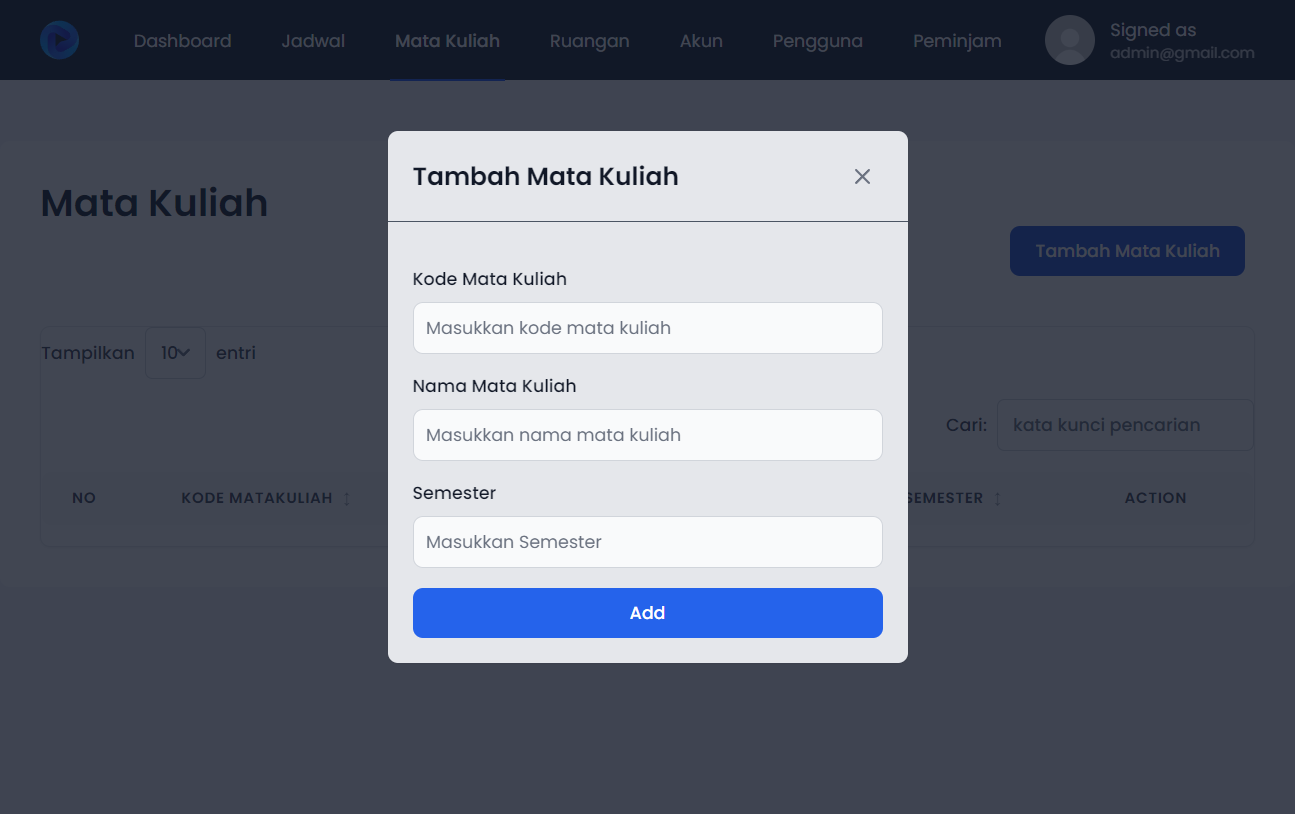 Dashboard Jadwal Mata Kuliah Ruangan Akun Pengguna Peminjam
Signed as
admin@gmail.com
Mata Kuliah
Tambah Mata Kuliah
Tampilkan 10 entri
Cari: kata kunci pencarian
NO KODE MATAKULIAH SEMESTER ACTION
Tambah Mata Kuliah
Kode Mata Kuliah
Masukkan kode mata kuliah
Nama Mata Kuliah
Masukkan nama mata kuliah
Semester
Masukkan Semester
Add